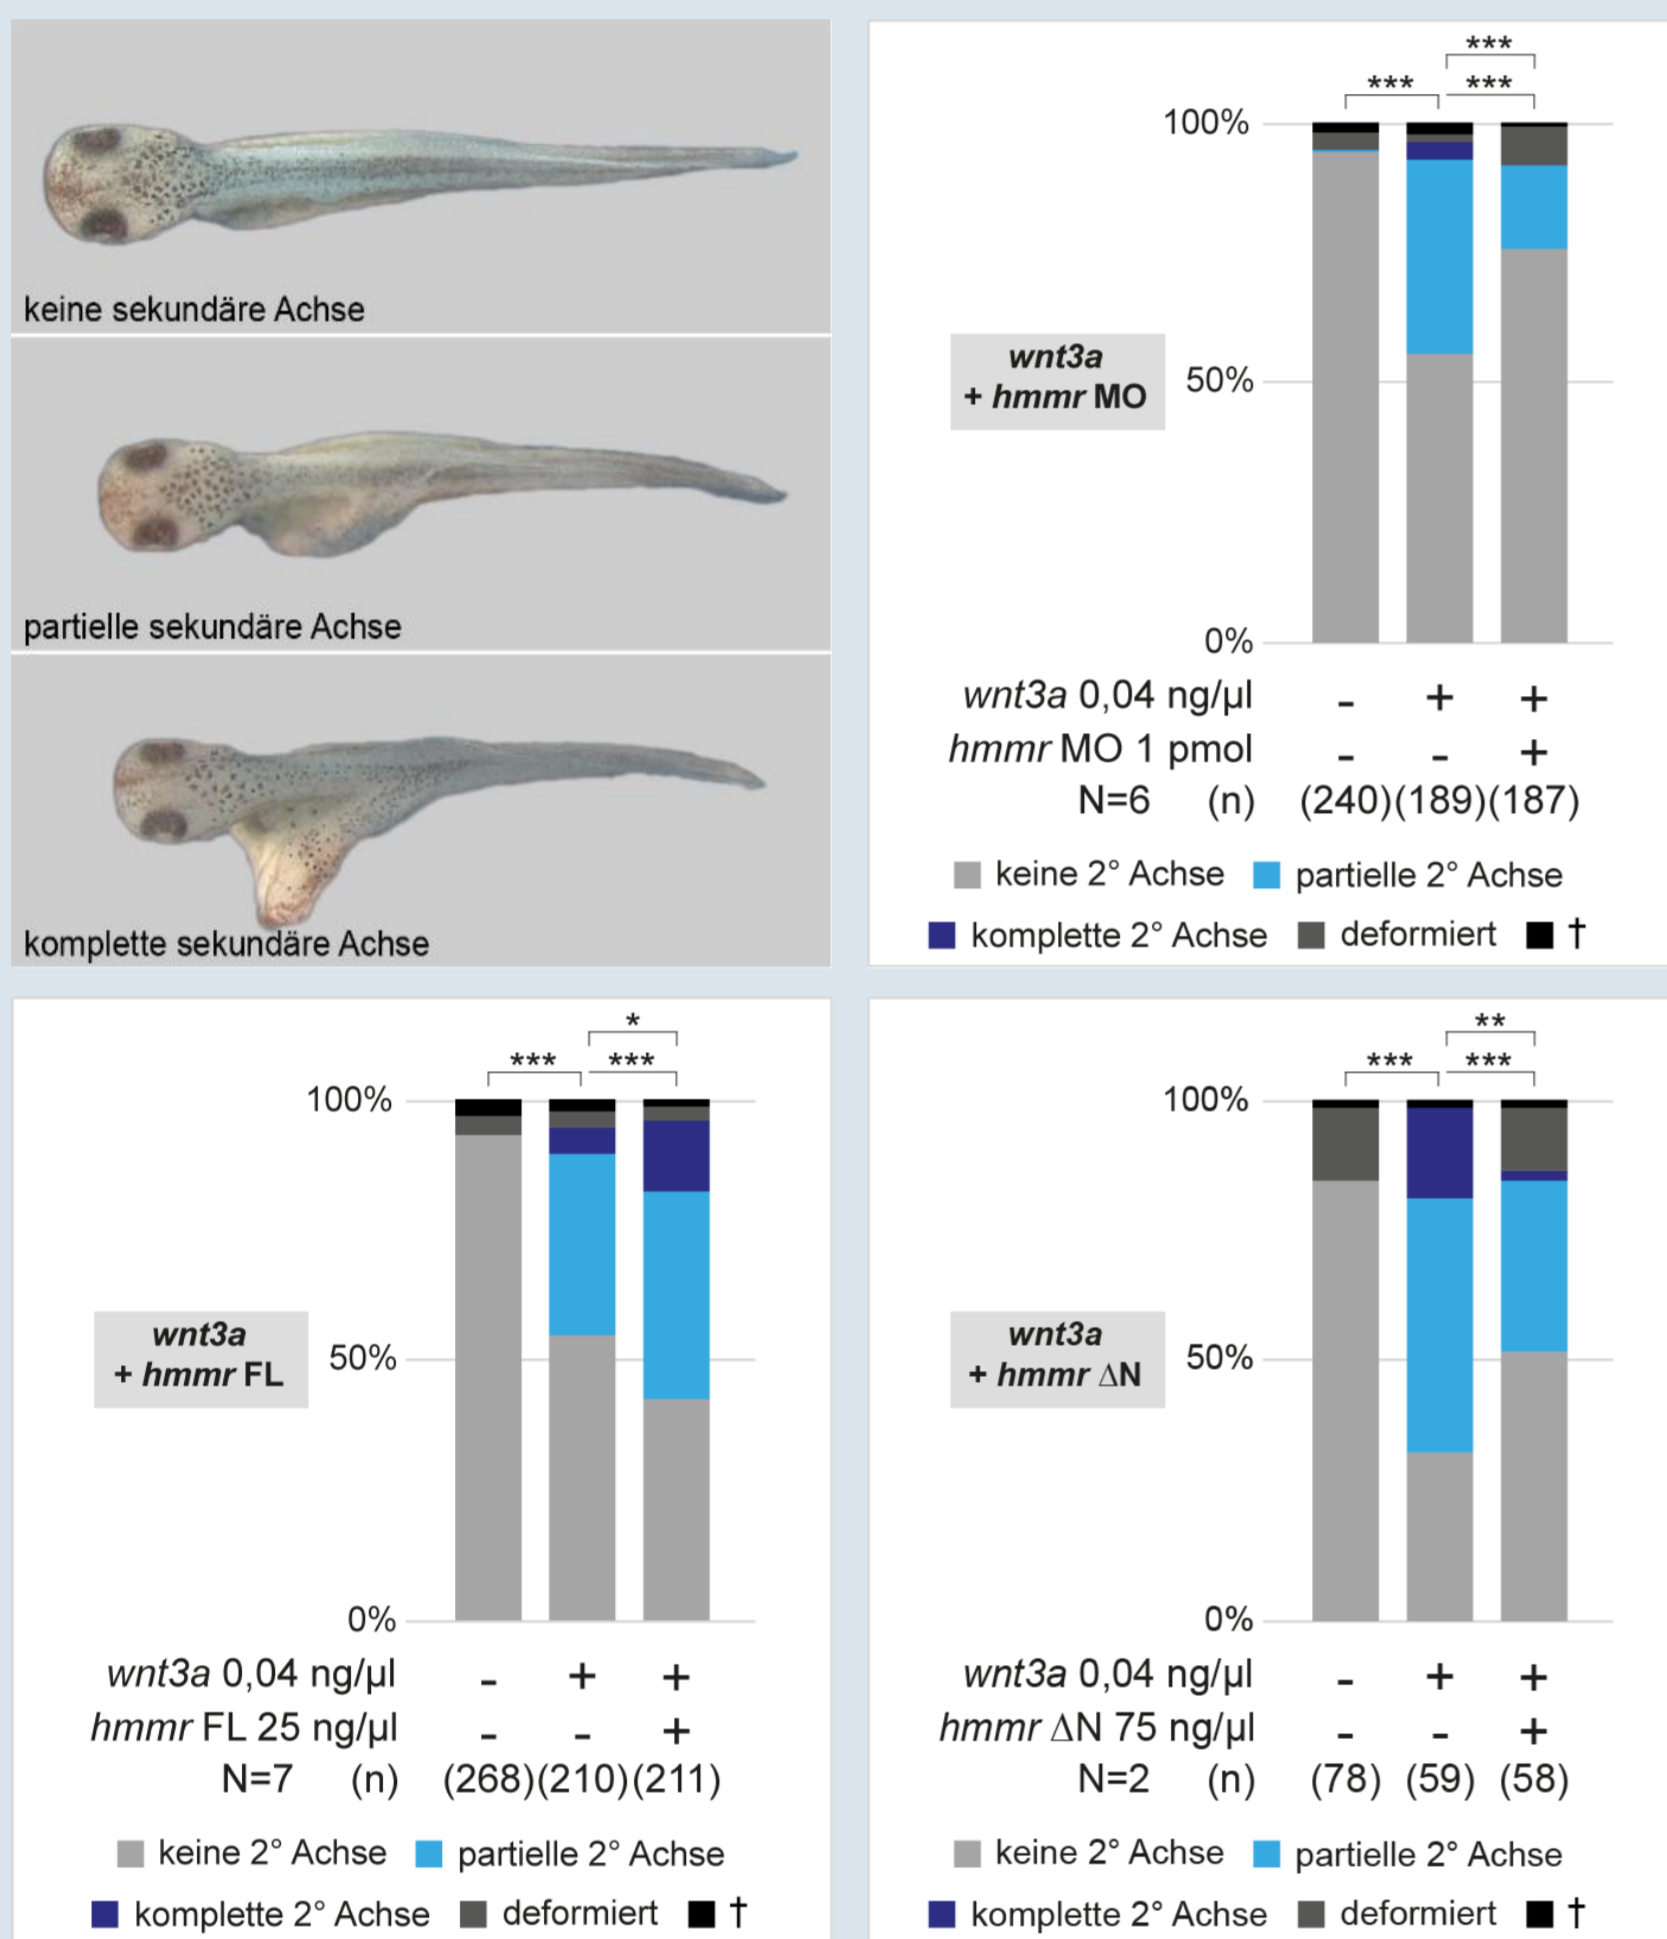 keine sekundäre Achse
partielle sekundäre Achse
komplette sekundäre Achse
***
*** ***
100%
wnt3a
+ hmmr MO
50%
0%
wnt3a 0,04 ng/µl - + +
hmmr MO 1 pmol - - +
N=6 (n) (240)(189)(187)
keine 2° Achse partielle 2° Achse
komplette 2° Achse deformiert †
*
*** ***
100%
wnt3a
+ hmmr FL
50%
0%
wnt3a 0,04 ng/µl - + +
hmmr FL 25 ng/µl - - +
N=7 (n) (268)(210)(211)
keine 2° Achse partielle 2° Achse
komplette 2° Achse deformiert †
**
*** ***
100%
wnt3a
+ hmmr ΔN
50%
0%
wnt3a 0,04 ng/µl - + +
hmmr ΔN 75 ng/µl - - +
N=2 (n) (78) (59) (58)
keine 2° Achse partielle 2° Achse
komplette 2° Achse deformiert †